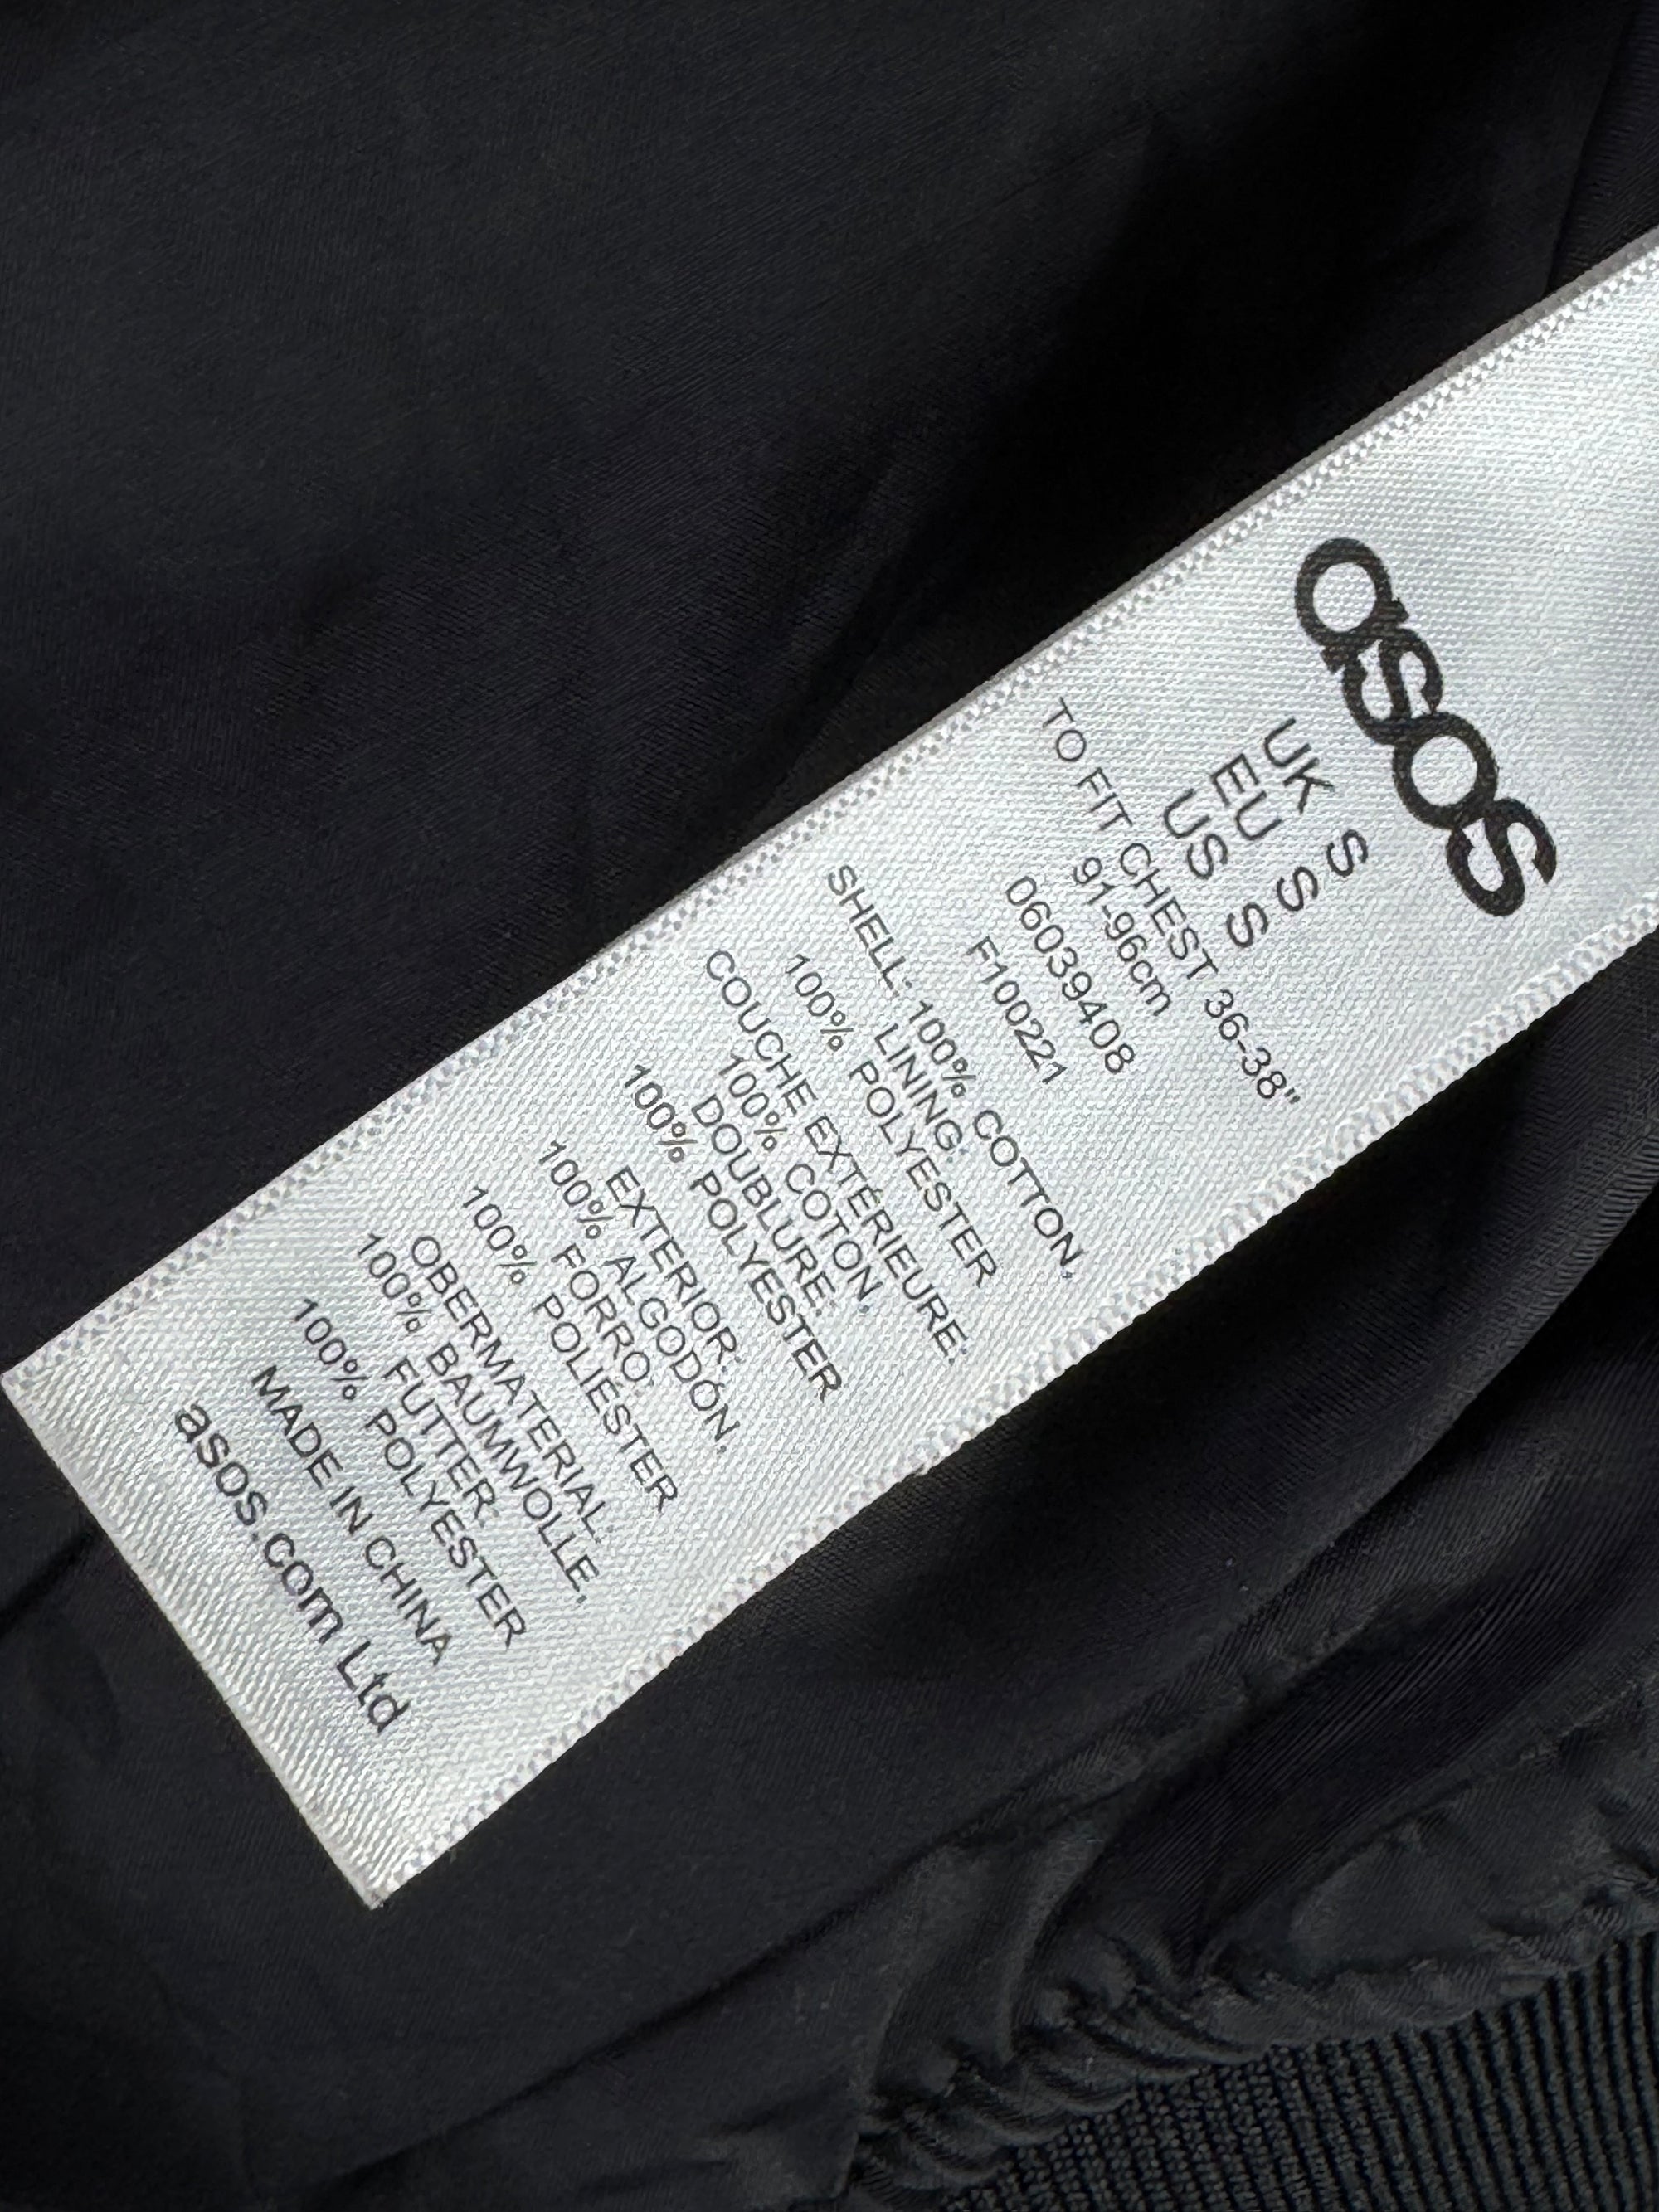 asos
UK S
EU S
US S
TO FIT CHEST 36-38"
91-96cm
06039408
F100221
SHELL: 100% COTTON,
LINING:
100% POLYESTER
COUCHE EXTÉRIEURE:
100% COTON,
DOUBLURE:
100% POLYESTER
EXTERIOR:
100% ALGODÓN,
FORRO:
100% POLIÉSTER
OBERMATERIAL:
100% BAUMWOLLE,
FUTTER:
100% POLYESTER
MADE IN CHINA
asos.com Ltd